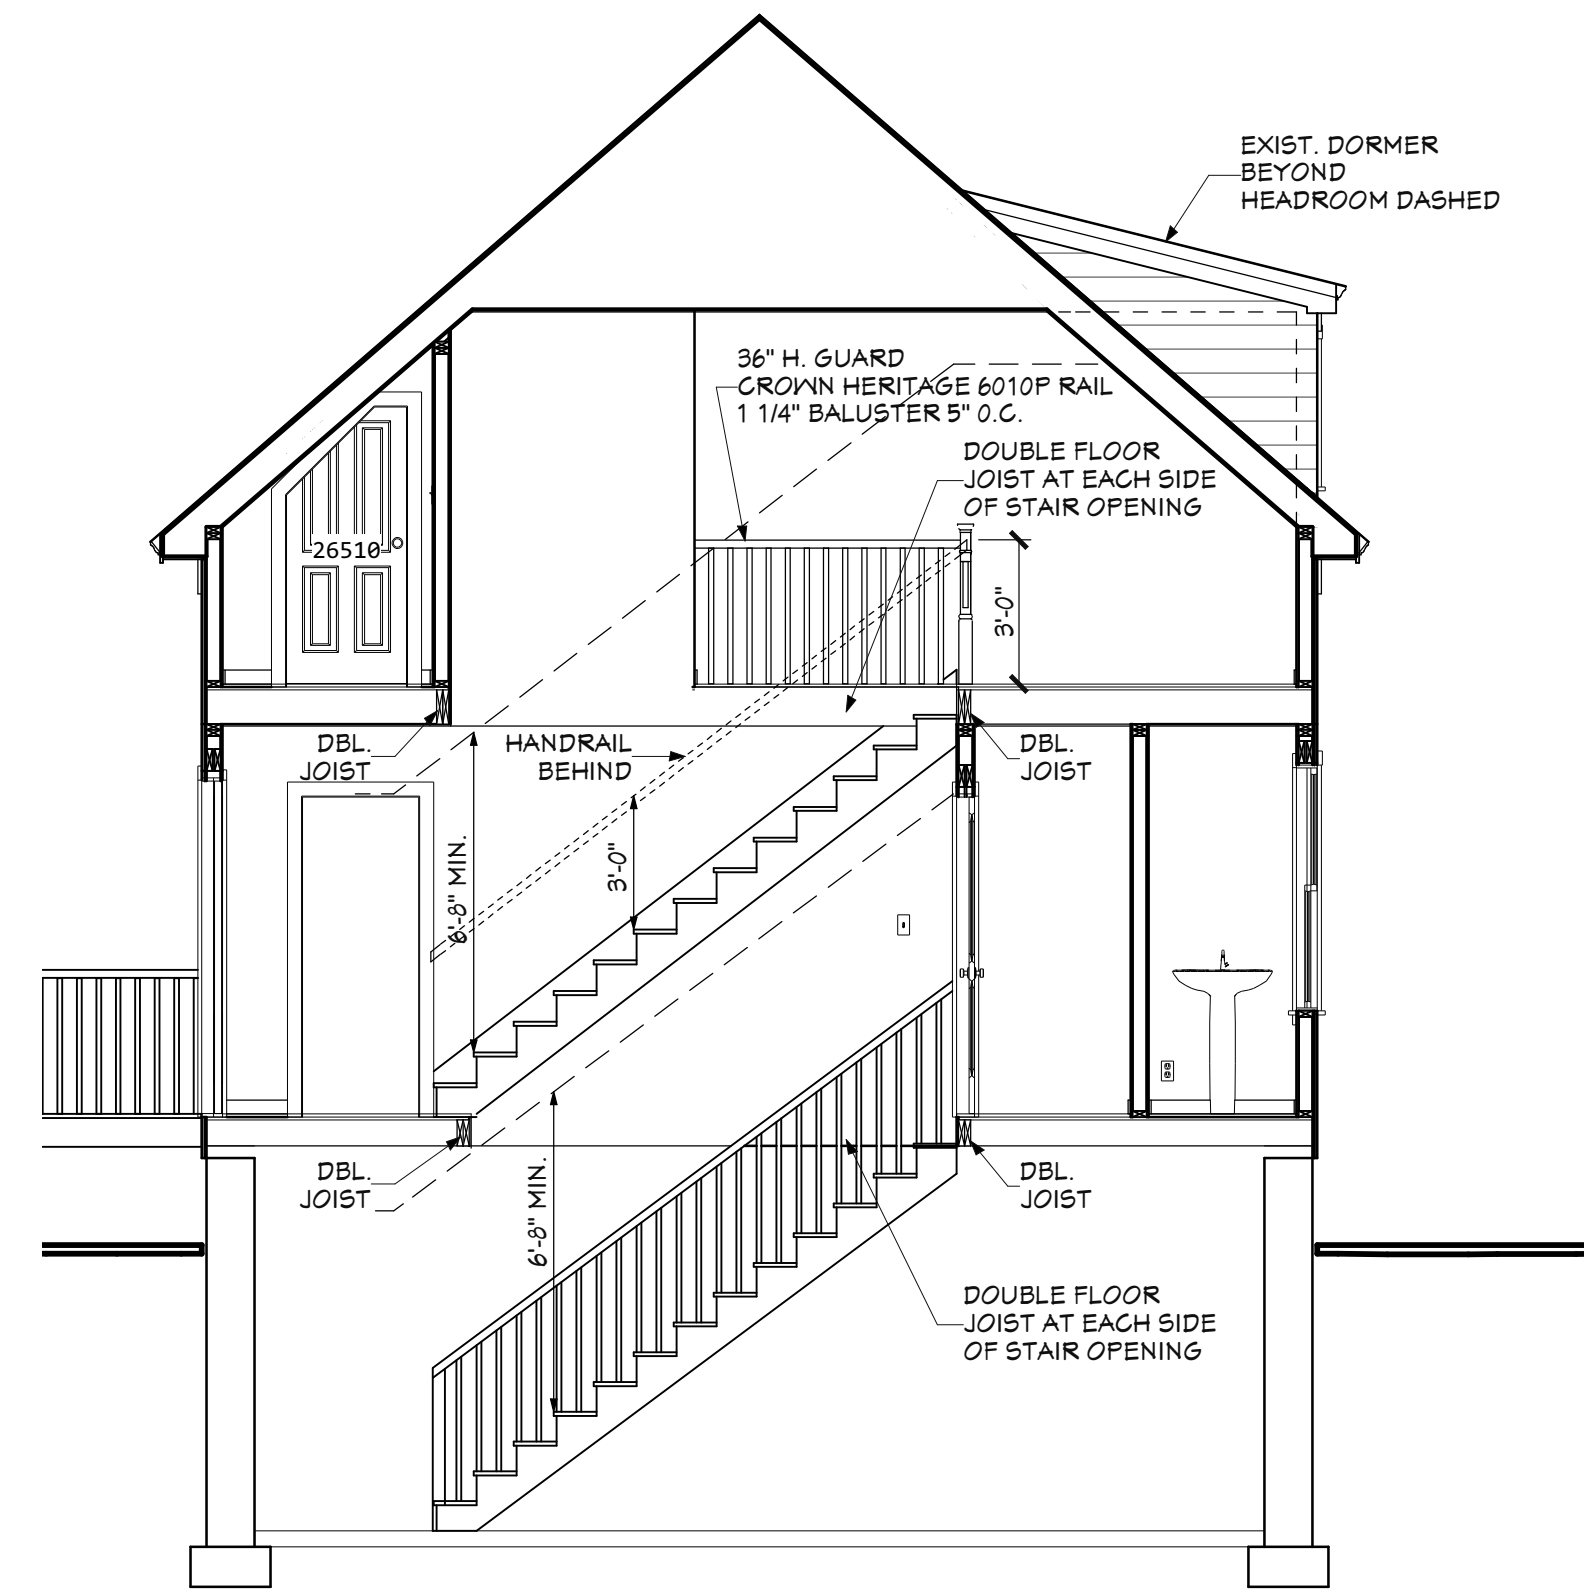 EXIST. DORMER
BEYOND
HEADROOM DASHED
36" H. GUARD
CROWN HERITAGE 6010P RAIL
1 1/4" BALUSTER 5" O.C.
DOUBLE FLOOR
JOIST AT EACH SIDE
OF STAIR OPENING
26510
3'-0"
DBL.
JOIST
HANDRAIL
BEHIND
DBL.
JOIST
6'-8" MIN.
3'-0"
DBL.
JOIST
6'-8" MIN.
DBL.
JOIST
DOUBLE FLOOR
JOIST AT EACH SIDE
OF STAIR OPENING